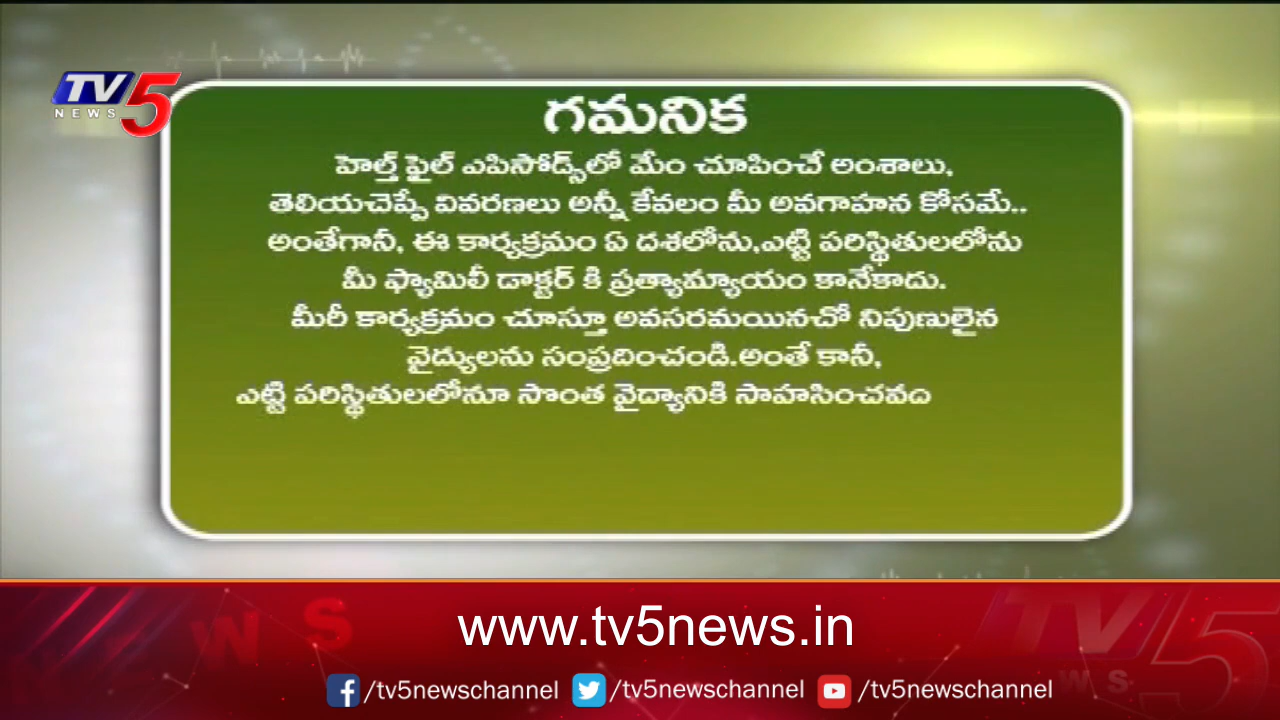 TV5
NEWS
గమనిక
హెల్త్ ఫైల్ ఎపిసోడ్స్‌లో మేం చూపించే అంశాలు,
తెలియచెప్పే వివరణలు అన్నీ కేవలం మీ అవగాహన కోసమే..
అంతేగానీ, ఈ కార్యక్రమం ఏ దశలోను,ఎట్టి పరిస్థితులలోను
మీ ఫ్యామిలీ డాక్టర్ కి ప్రత్యామ్యాయం కానేకాదు.
మీరీ కార్యక్రమం చూస్తూ అవసరమయినచో నిపుణులైన
వైద్యులను సంప్రదించండి.అంతే కానీ,
ఎట్టి పరిస్థితులలోనూ సొంత వైద్యానికి సాహసించవద
www.tv5news.in
/tv5newschannel /tv5newschannel /tv5newschannel